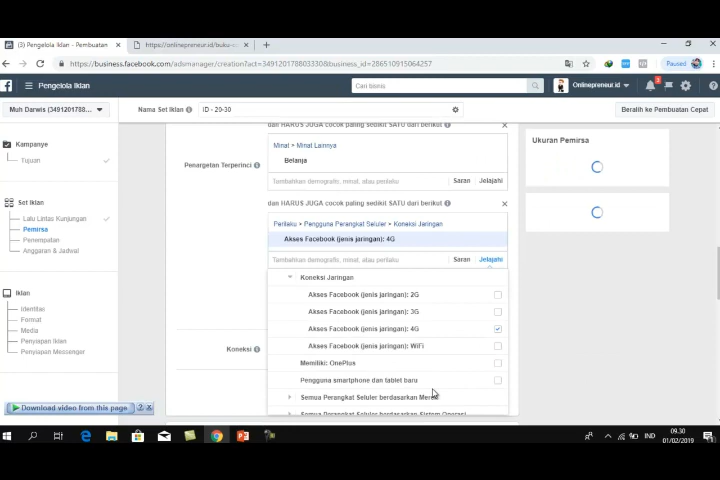 (3) Pengelola Iklan - Pembuatan
https://onlinepreneur.id/buku-
https://business.facebook.com/adsmanager/creation?act=3491201788033308&business_id=286510915064257
Paused
Pengelola Iklan
Cari bisnis
Onlinepreneur.id
Muh Darwis (3491201788...
Nama Set Iklan
ID - 20-30
Beralih ke Pembuatan Cepat
Kampanye
Tujuan
Set Iklan
Lalu Lintas Kunjungan
Pemirsa
Penempatan
Anggaran & Jadwal
Iklan
Identitas
Format
Media
Penyiapan Iklan
Penyiapan Messenger
dan HARUS JUGA cocok paling sedikit SATU dari berikut
Penargetan Terperinci
Minat > Minat Lainnya
Belanja
Tambahkan demografis, minat, atau perilaku
Saran
Jelajahi
dan HARUS JUGA cocok paling sedikit SATU dari berikut
Perilaku > Pengguna Perangkat Seluler > Koneksi Jaringan
Akses Facebook (jenis jaringan): 4G
Tambahkan demografis, minat, atau perilaku
Saran
Jelajahi
Koneksi Jaringan
Akses Facebook (jenis jaringan): 2G
Akses Facebook (jenis jaringan): 3G
Akses Facebook (jenis jaringan): 4G
Koneksi
Akses Facebook (jenis jaringan): WiFi
Memiliki: OnePlus
Pengguna smartphone dan tablet baru
Semua Perangkat Seluler berdasarkan Merek
Semua Perangkat Seluler berdasarkan Sistem Operasi
Ukuran Pemirsa
Download video from this page
IND
09.30
01/02/2019